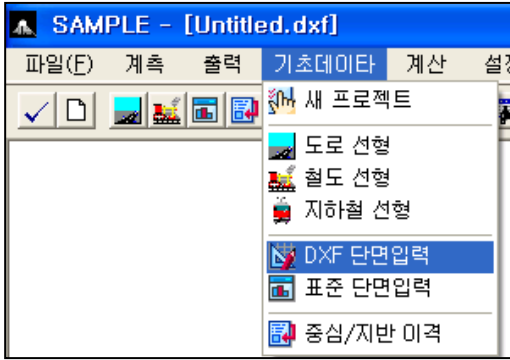 SAMPLE - [Untitled.dxf]
파일(F) 계측 출력 기초데이타 계산 설정
새 프로젝트
도로 선형
철도 선형
지하철 선형
DXF 단면입력
표준 단면입력
중심/지반 이격